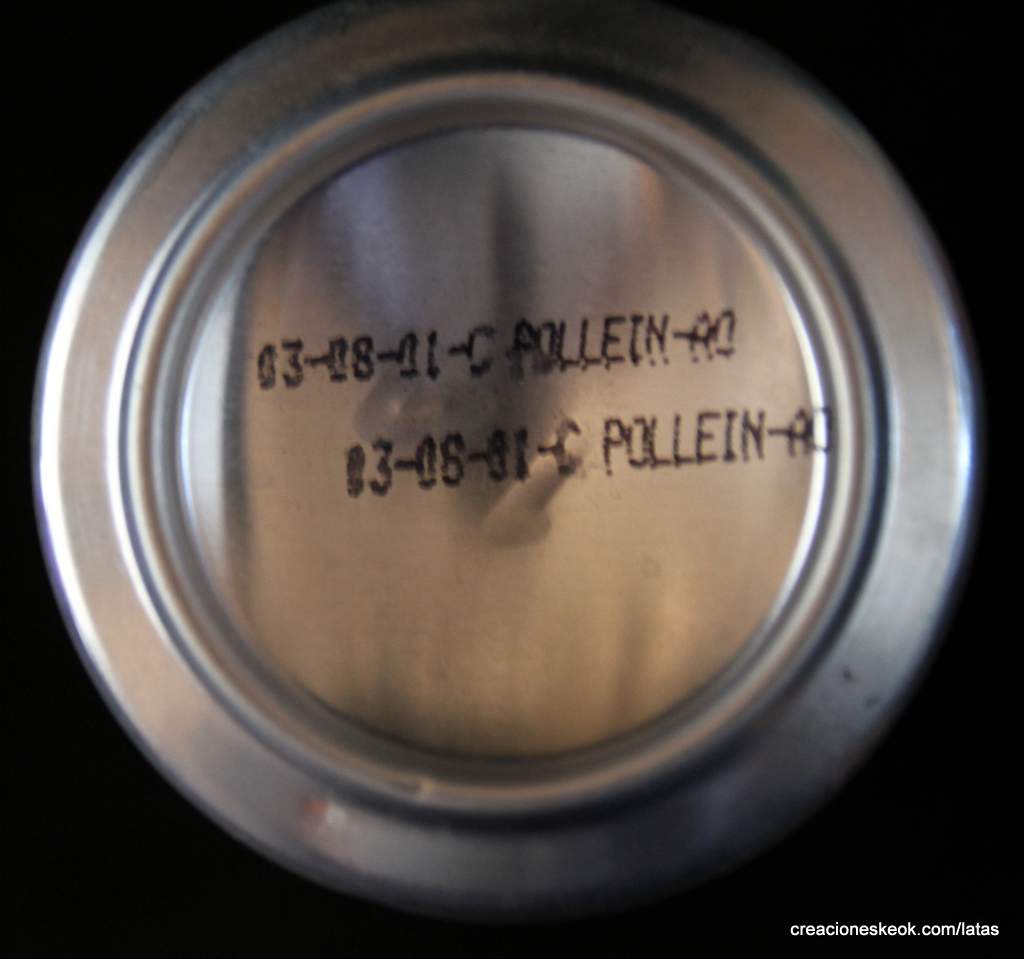 03-08-01-C POLLEIN-AO
03-08-01-C POLLEIN-AO
creacioneskeok.com/latas